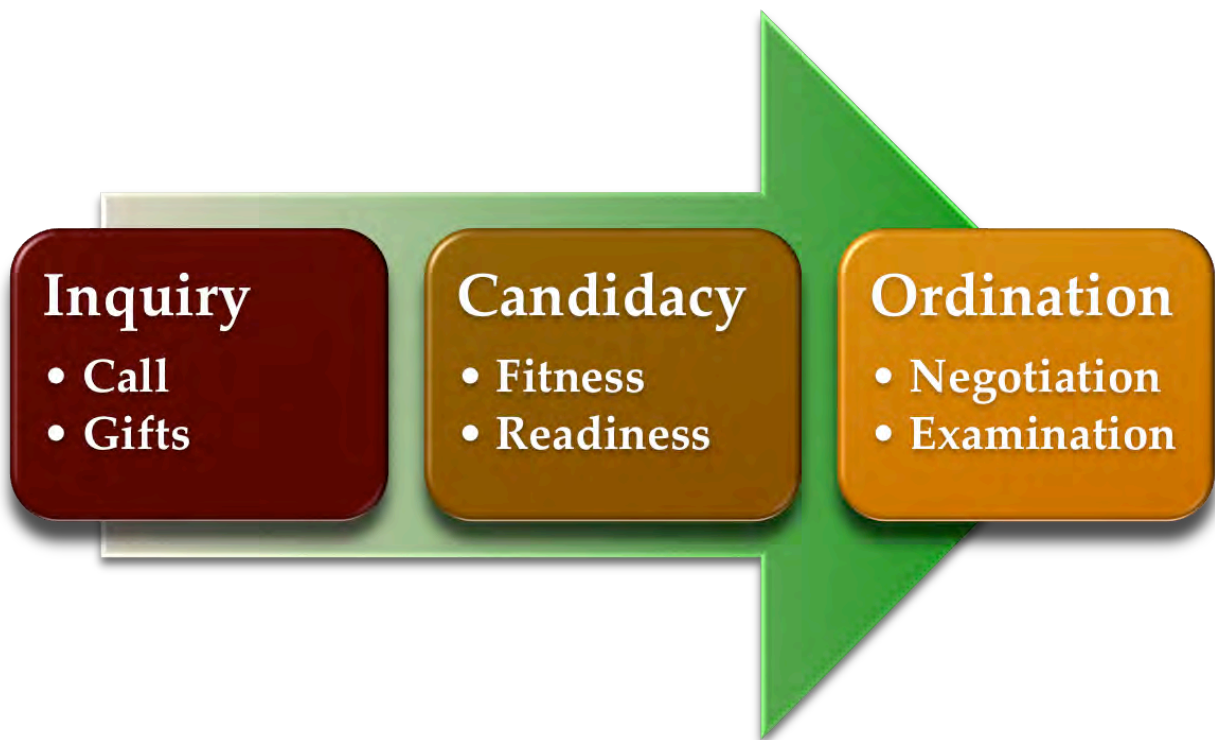 Inquiry
• Call
• Gifts
Candidacy
• Fitness
• Readiness
Ordination
• Negotiation
• Examination